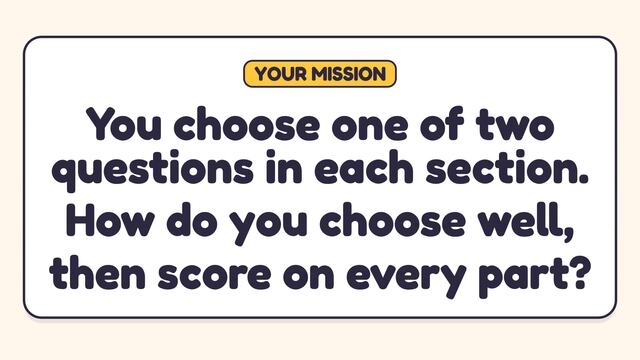 YOUR MISSION
You choose one of two
questions in each section.
How do you choose well,
then score on every part?